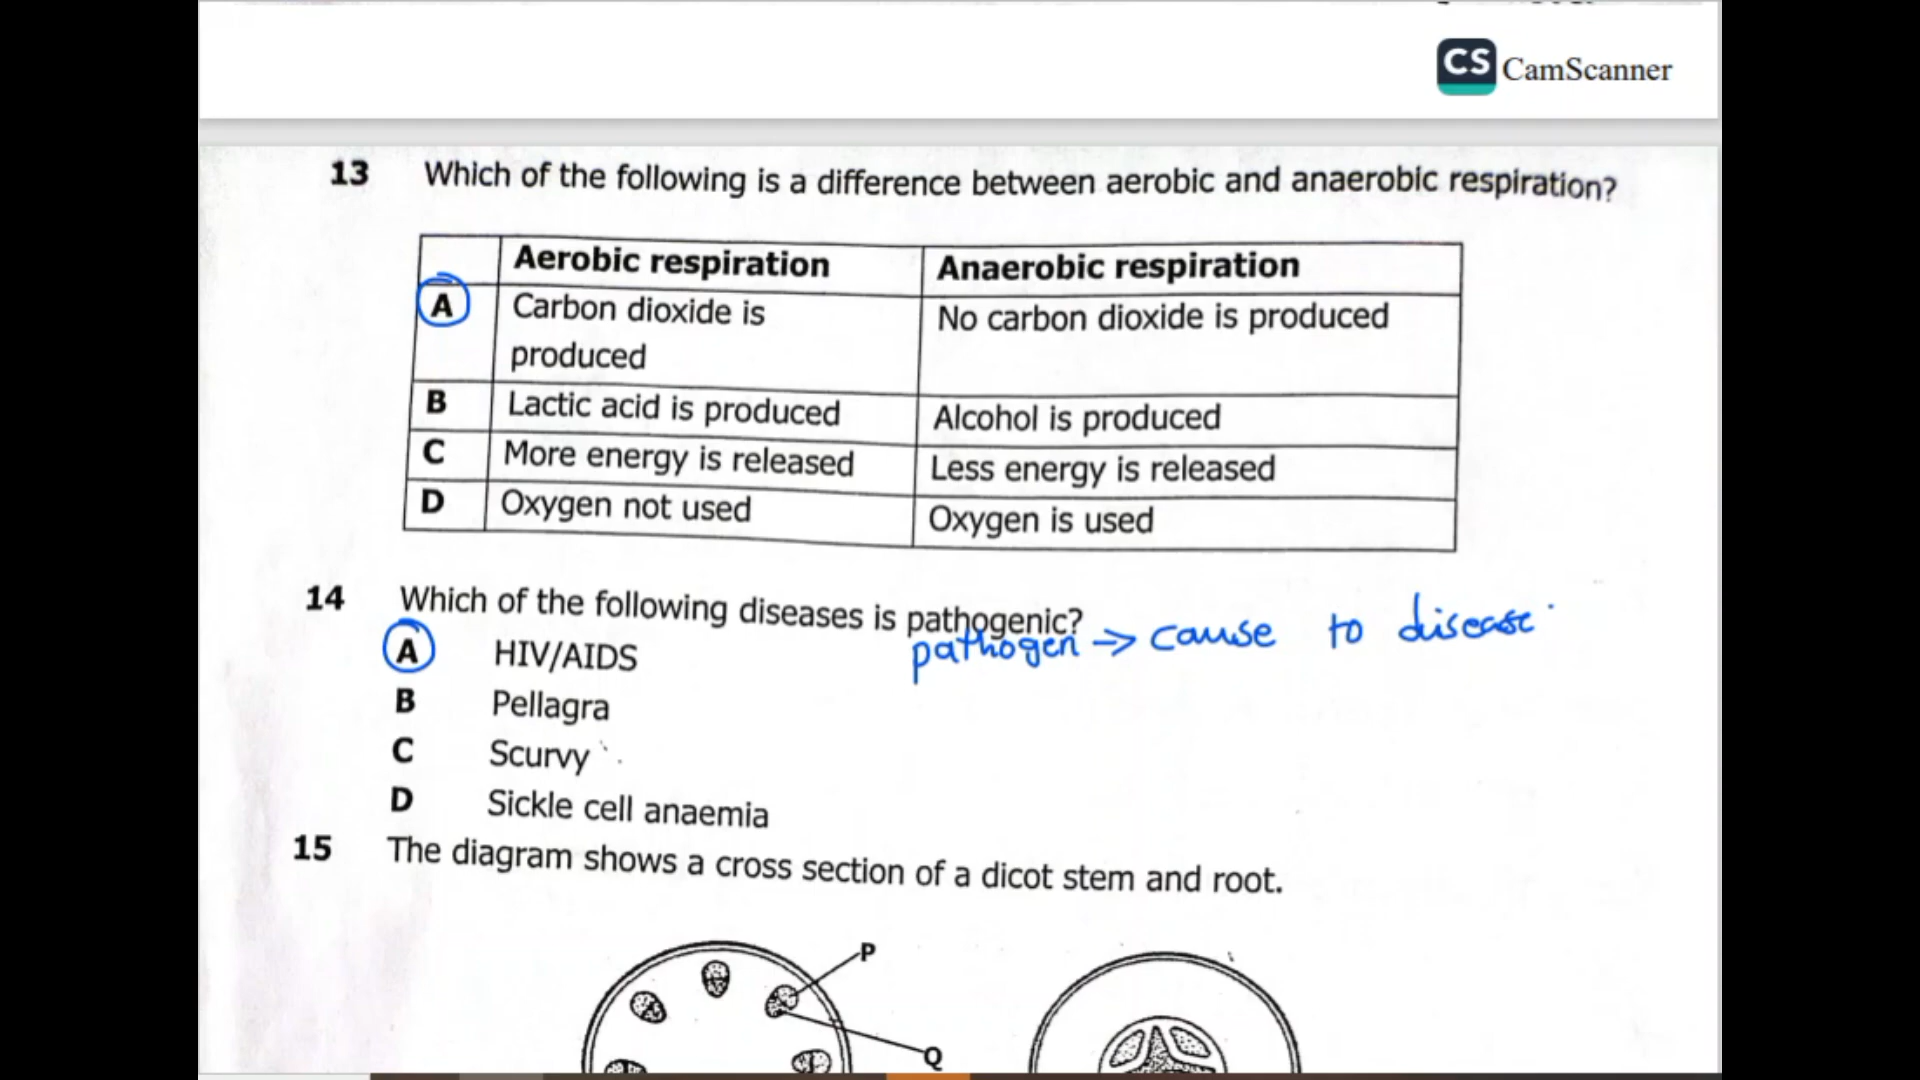 CS CamScanner
13 Which of the following is a difference between aerobic and anaerobic respiration?
Aerobic respiration Anaerobic respiration
A Carbon dioxide is produced No carbon dioxide is produced
B Lactic acid is produced Alcohol is produced
C More energy is released Less energy is released
D Oxygen not used Oxygen is used
14 Which of the following diseases is pathogenic?
pathogen → cause to disease
A HIV/AIDS
B Pellagra
C Scurvy
D Sickle cell anaemia
15 The diagram shows a cross section of a dicot stem and root.
P
Q